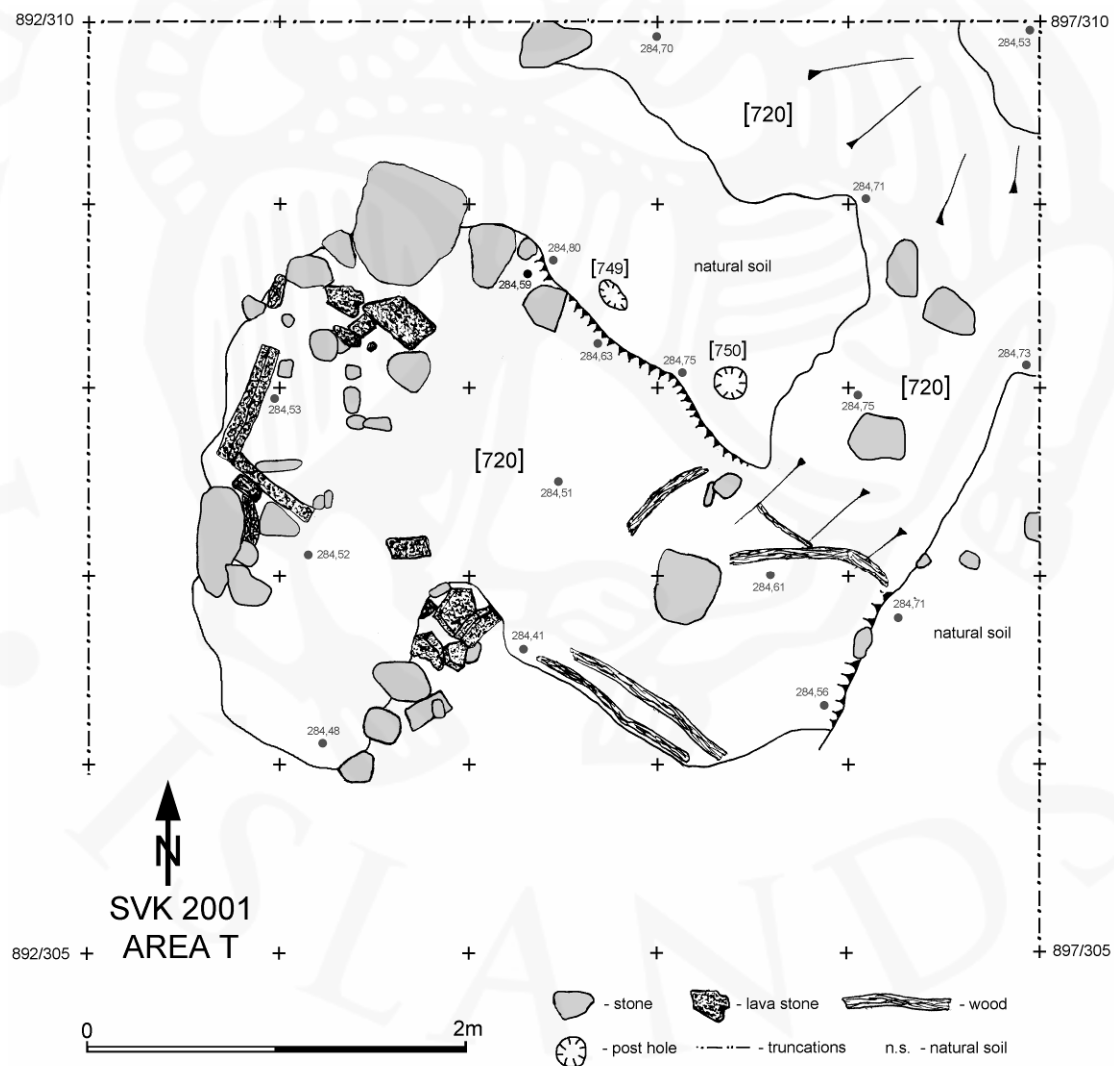 892/310
897/310
284,70
284,53
[720]
284,71
284,80
[749]
natural soil
284,59
284,63
[750]
284,75
284,73
284,53
284,75
[720]
[720]
284,51
284,52
284,61
284,71
natural soil
284,41
284,56
284,48
N
SVK 2001
AREA T
892/305
897/305
0
2m
- stone
- lava stone
- wood
- post hole
- truncations
n.s. - natural soil
ISLANDS